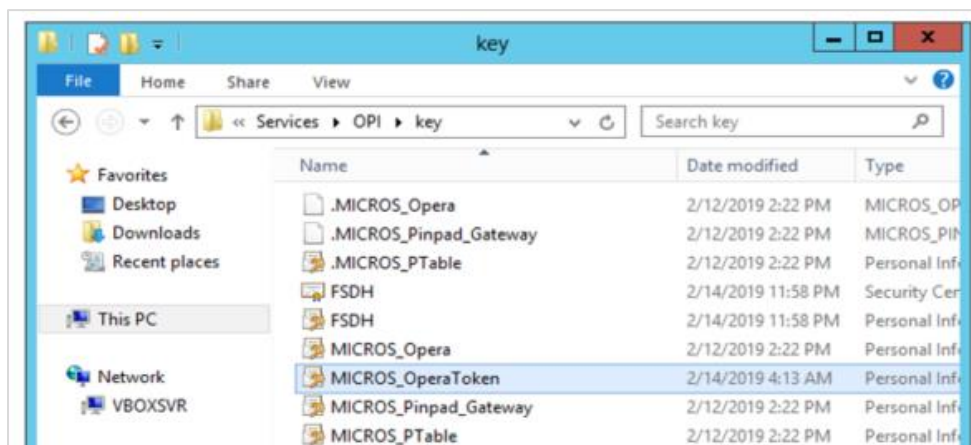 key
File Home Share View
« Services ▸ OPI ▸ key Search key
Name Date modified Type
Favorites
Desktop
Downloads
Recent places
This PC
Network
VBOXSVR
.MICROS_Opera 2/12/2019 2:22 PM MICROS_OP
.MICROS_Pinpad_Gateway 2/12/2019 2:22 PM MICROS_PIN
.MICROS_PTable 2/12/2019 2:22 PM Personal Info
FSDH 2/14/2019 11:58 PM Security Cer
FSDH 2/14/2019 11:58 PM Personal Info
MICROS_Opera 2/12/2019 2:22 PM Personal Info
MICROS_OperaToken 2/14/2019 4:13 AM Personal Info
MICROS_Pinpad_Gateway 2/12/2019 2:22 PM Personal Info
MICROS_PTable 2/12/2019 2:22 PM Personal Info